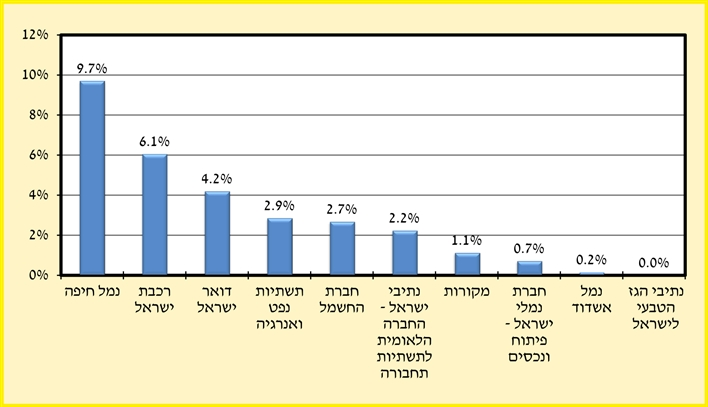 12%
10%
8%
6%
4%
2%
0%
9.7%
6.1%
4.2%
2.9%
2.7%
2.2%
1.1%
0.7%
0.2%
0.0%
נמל חיפה
רכבת
ישראל
דואר
ישראל
תשתיות
נפט
ואנרגיה
חברת
החשמל
נתיבי
ישראל -
החברה
הלאומית
לתשתיות
תחבורה
מקורות
חברת
נמלי
ישראל -
פיתוח
ונכסים
נמל
אשדוד
נתיבי הגז
הטבעי
לישראל